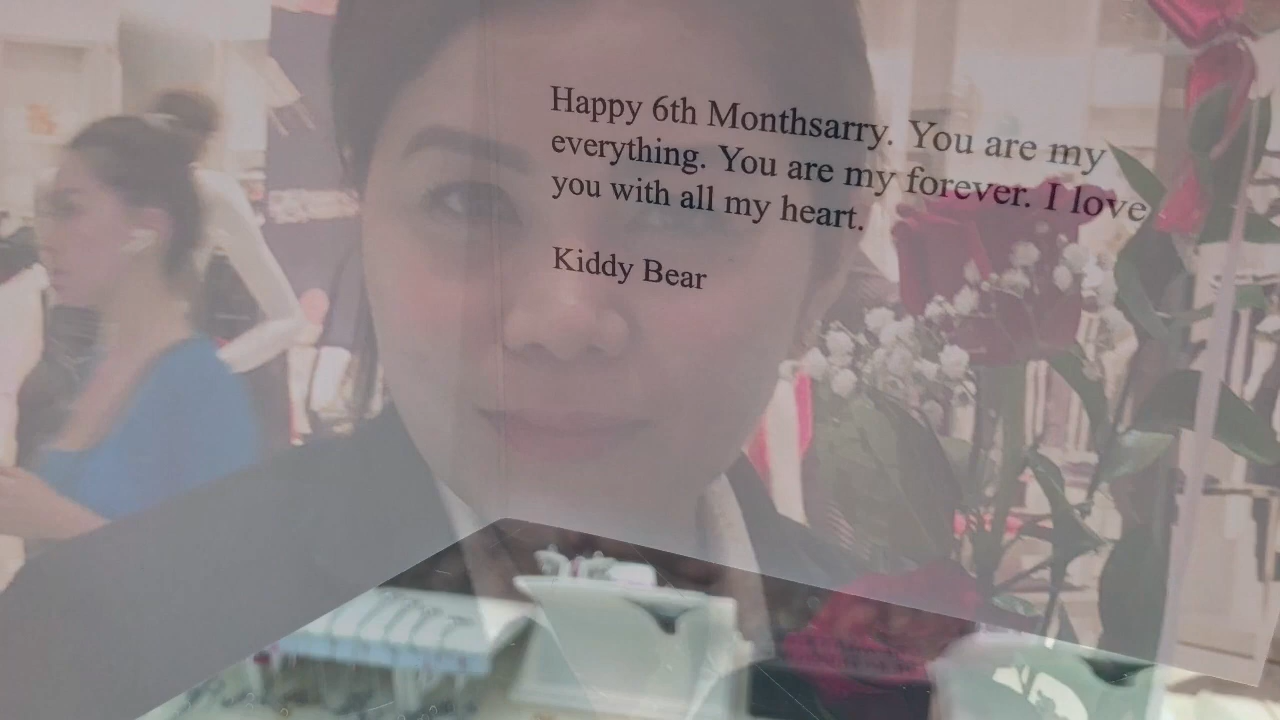 Happy 6th Monthsarry. You are my
everything. You are my forever. I love
you with all my heart.
Kiddy Bear